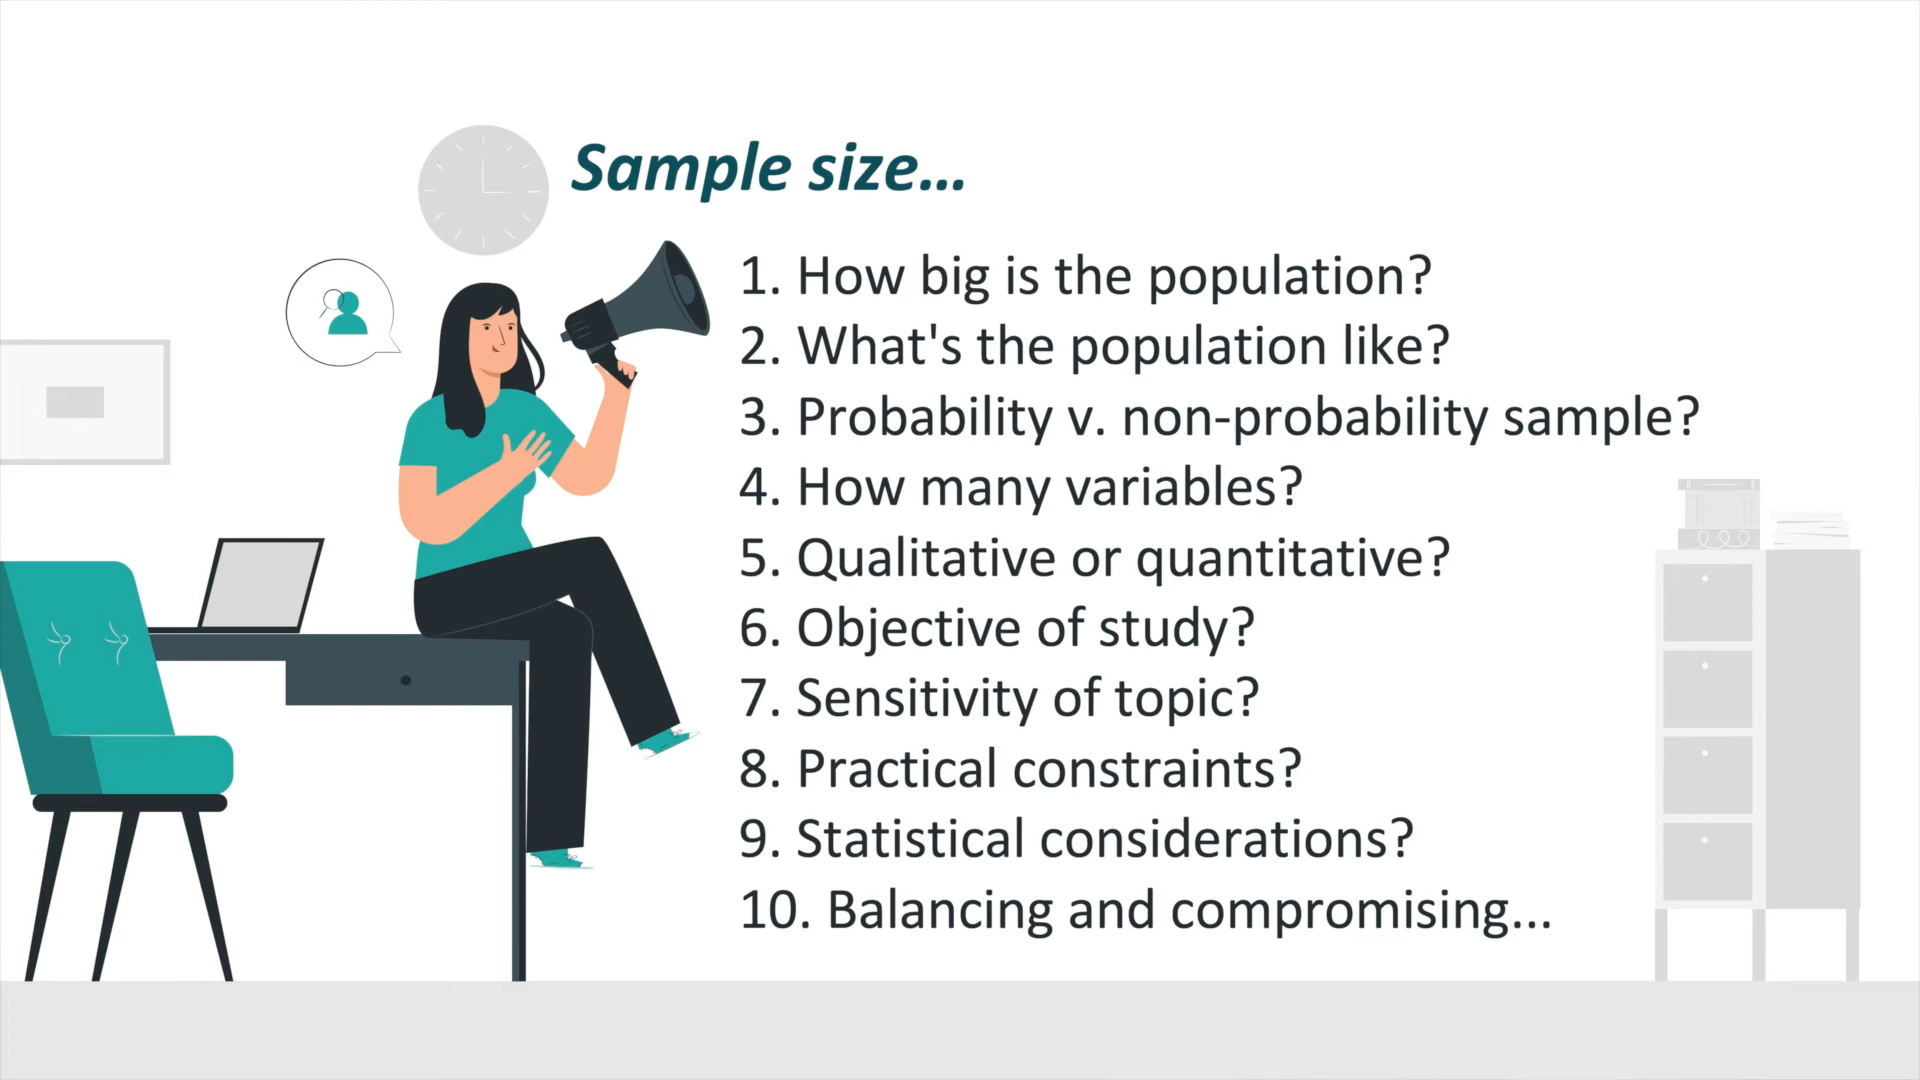 Sample size...
1. How big is the population?
2. What's the population like?
3. Probability v. non-probability sample?
4. How many variables?
5. Qualitative or quantitative?
6. Objective of study?
7. Sensitivity of topic?
8. Practical constraints?
9. Statistical considerations?
10. Balancing and compromising...